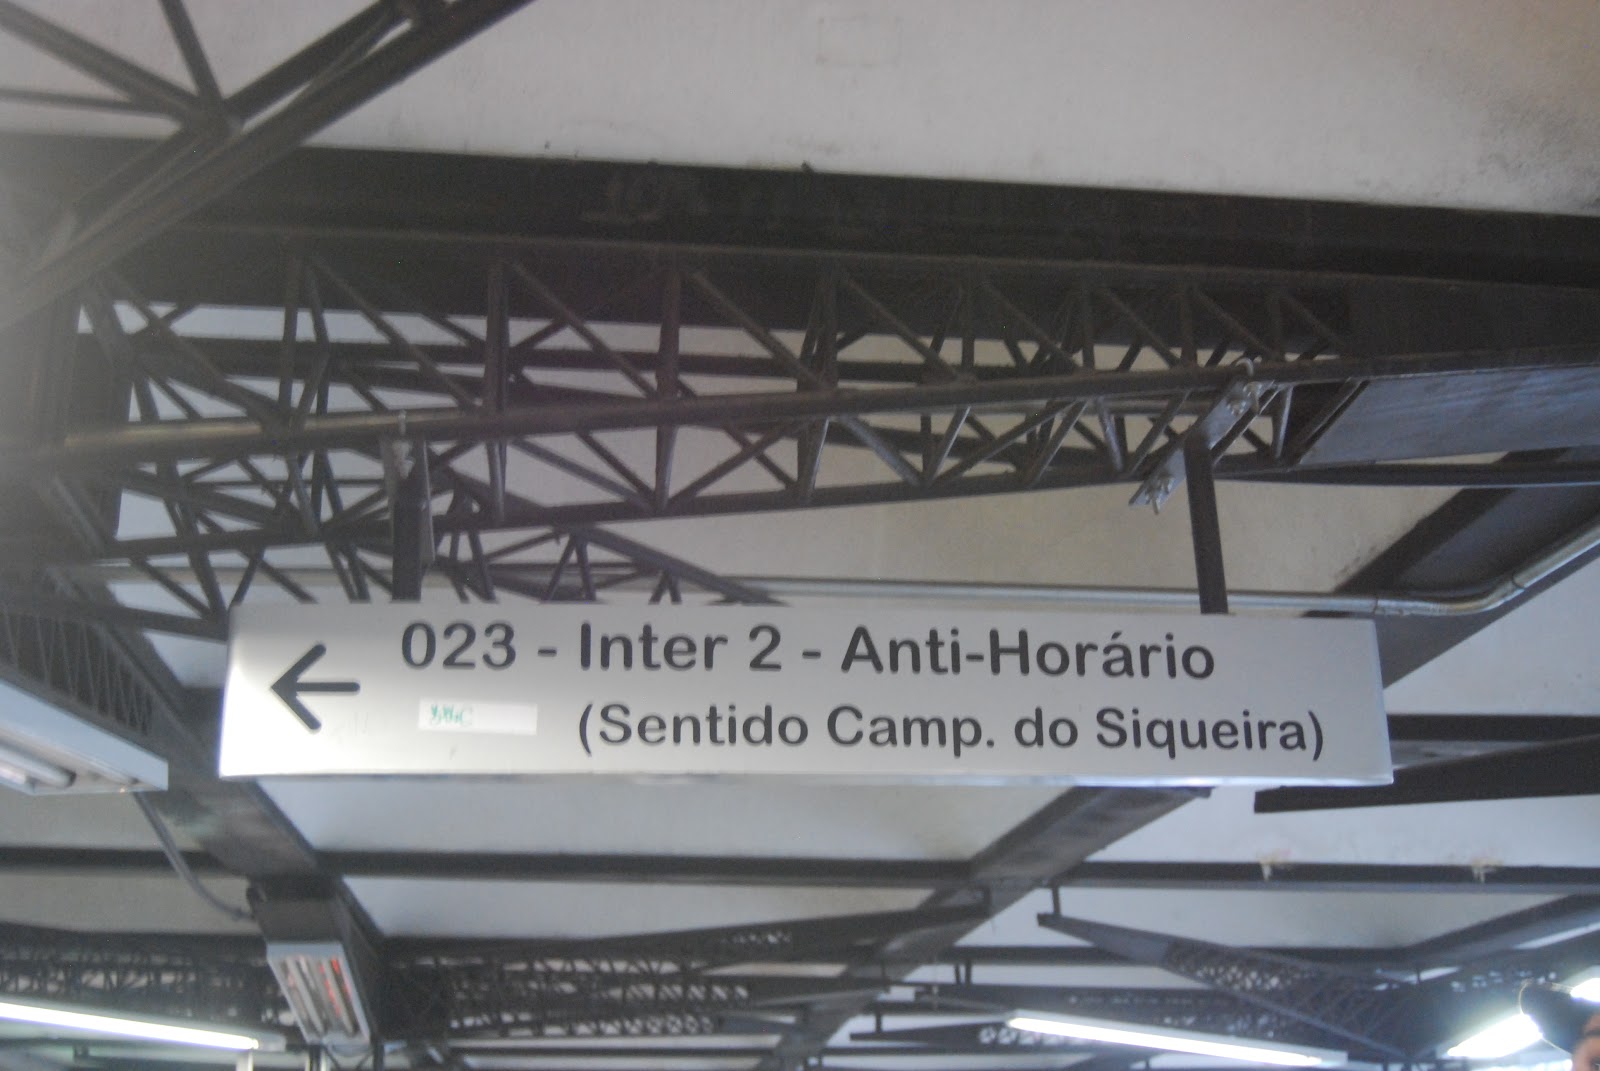 023 - Inter 2 - Anti-Horário
(Sentido Camp. do Siqueira)